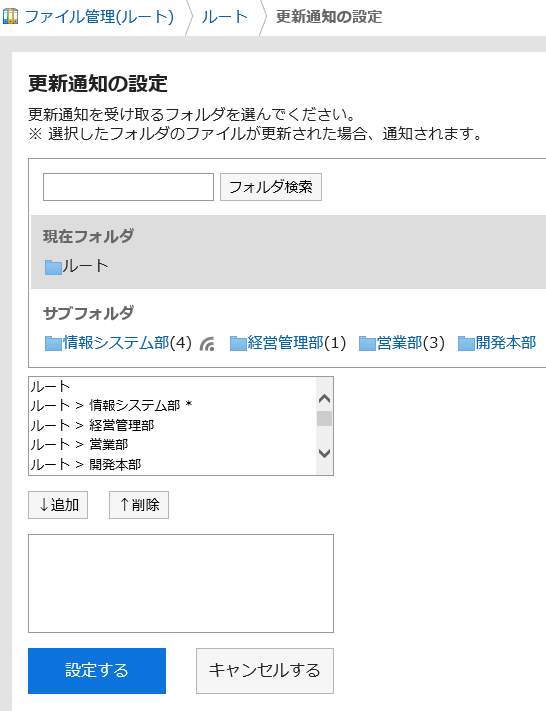 ファイル管理(ルート) ルート 更新通知の設定
更新通知の設定
更新通知を受け取るフォルダを選んでください。
※ 選択したフォルダのファイルが更新された場合、通知されます。
フォルダ検索
現在フォルダ
ルート
サブフォルダ
情報システム部(4) 経営管理部(1) 営業部(3) 開発本部
ルート
ルート > 情報システム部 *
ルート > 経営管理部
ルート > 営業部
ルート > 開発本部
↓追加 ↑削除
設定する キャンセルする